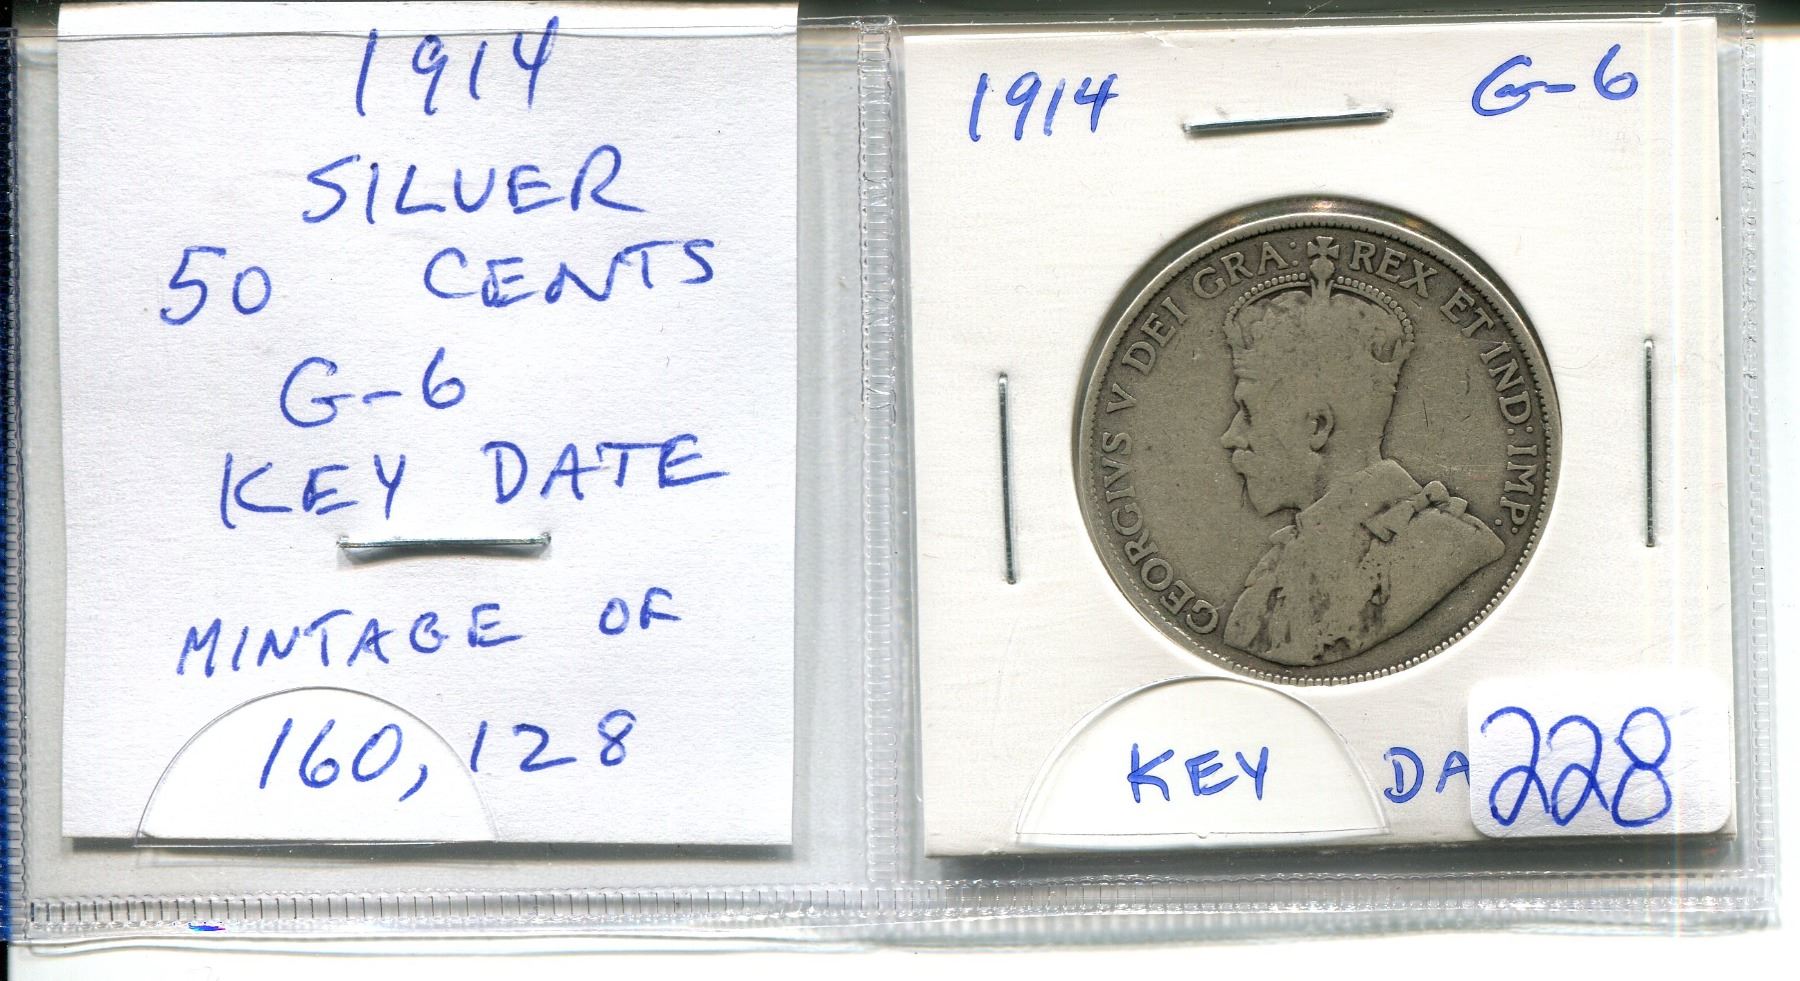 1914
SILVER
50 CENTS
G-6
KEY DATE
MINTAGE OF
160,128
1914 G-6
GEORGIVS V DEI GRA: REX ET IND: IMP.
KEY DA
228